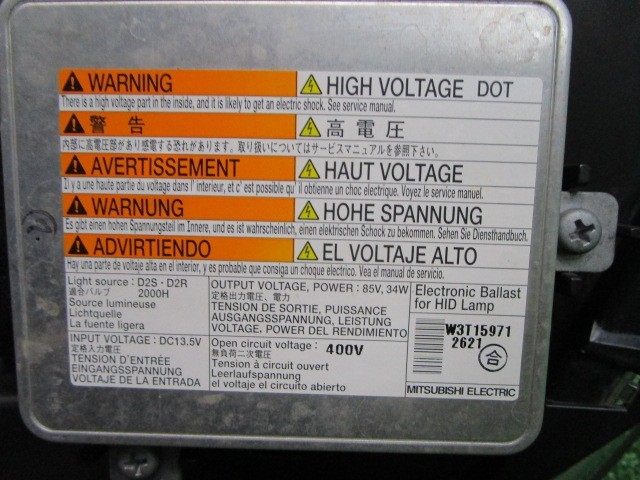 WARNING HIGH VOLTAGE DOT
There is a high voltage part in the inside, and it is likely to get an electric shock. See service manual.
警 告 高 電 圧
内部に高電圧部があり感電する恐れがあります。取り扱いについてはサービスマニュアルを参照下さい。
AVERTISSEMENT HAUT VOLTAGE
Il y a une haute partie du voltage dans l' interieur, et c' est possible qu' il obtienne un choc electrique. Voyez le service manuel.
WARNUNG HOHE SPANNUNG
Es gibt einen hohen Spannungsteil im Innere, und es ist wahrscheinlich, einen elektrischen Schock zu bekommen. Sehen Sie Diensthandbuch.
ADVIRTIENDO EL VOLTAJE ALTO
Hay una parte de voltaje alta en el interior, y es probable que consiga un choque eléctrico. Vea el manual de servicio.
Light source : D2S · D2R
適合バルブ 2000H
Source lumineuse
Lichtquelle
La fuente ligera
INPUT VOLTAGE : DC13.5V
定格入力電圧
TENSION D'ENTRÉE
EINGANGSSPANNUNG
VOLTAJE DE LA ENTRADA
OUTPUT VOLTAGE, POWER : 85V, 34W
定格出力電圧、電力
TENSION DE SORTIE, PUISSANCE
AUSGANGSSPANNUNG, LEISTUNG
VOLTAGE, POWER DEL RENDIMIENTO
Open circuit voltage : 400V
無負荷二次電圧
Tension à circuit ouvert
Leerlaufspannung
el voltaje el circuito abierto
Electronic Ballast
for HID Lamp
W3T15971
2621
合
MITSUBISHI ELECTRIC